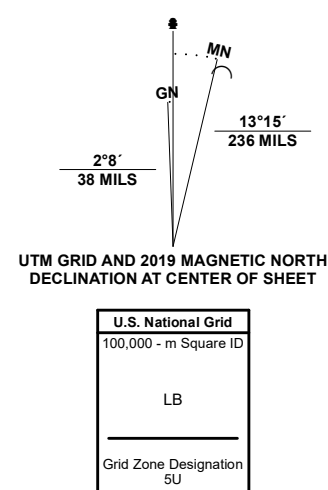 MN
GN
13°15´
236 MILS
2°8´
38 MILS
UTM GRID AND 2019 MAGNETIC NORTH
DECLINATION AT CENTER OF SHEET
U.S. National Grid
100,000 - m Square ID
LB
Grid Zone Designation
5U